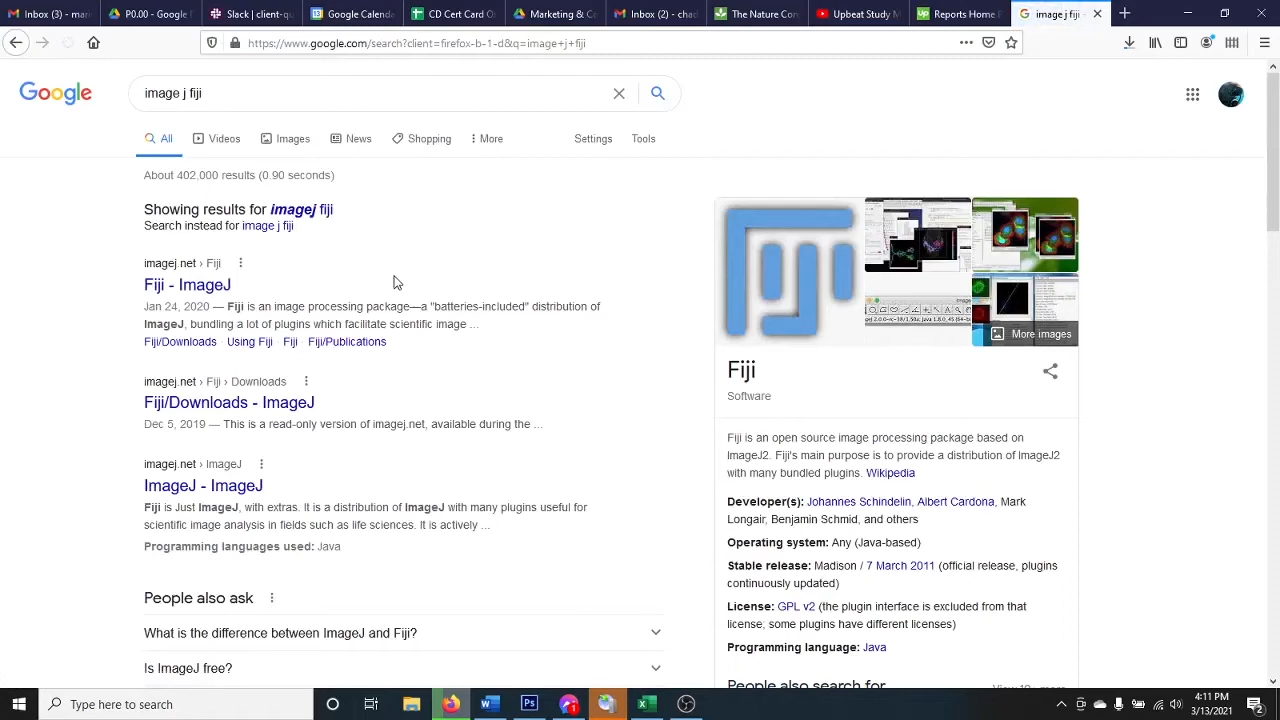 Inbox (3) - mar
P0.00 - Google
Slack | client-qu
Google Calendar
CD Cert Card O
Marketing & C
Inbox (2) - chad
The Nature Con
Upbeat Study M
Reports Home
image j fiji -
https://www.google.com/search?client=firefox-b-1-d&q=image+j+fiji
Google
image j fiji
All
Videos
Images
News
Shopping
More
Settings
Tools
About 402,000 results (0.90 seconds)
Showing results for imagej fiji
Search instead for image j fiji
imagej.net › Fiji
Fiji - ImageJ
Jan 24, 2020 — Fiji is an image processing package—a "batteries-included" distribution of
ImageJ, bundling a lot of plugins which facilitate scientific image ...
Fiji/Downloads · Using Fiji · Fiji · Fiji/Publications
imagej.net › Fiji › Downloads
Fiji/Downloads - ImageJ
Dec 5, 2019 — This is a read-only version of imagej.net, available during the ...
imagej.net › ImageJ
ImageJ - ImageJ
Fiji is Just ImageJ, with extras. It is a distribution of ImageJ with many plugins useful for
scientific image analysis in fields such as life sciences. It is actively ...
Programming languages used: Java
People also ask
What is the difference between ImageJ and Fiji?
Is ImageJ free?
More images
Fiji
Software
Fiji is an open source image processing package based on
ImageJ2. Fiji's main purpose is to provide a distribution of ImageJ2
with many bundled plugins. Wikipedia
Developer(s): Johannes Schindelin, Albert Cardona, Mark
Longair, Benjamin Schmid, and others
Operating system: Any (Java-based)
Stable release: Madison / 7 March 2011 (official release, plugins
continuously updated)
License: GPL v2 (the plugin interface is excluded from that
license; some plugins have different licenses)
Programming language: Java
People also search for
View 10+ more
Type here to search
4:11 PM
3/13/2021